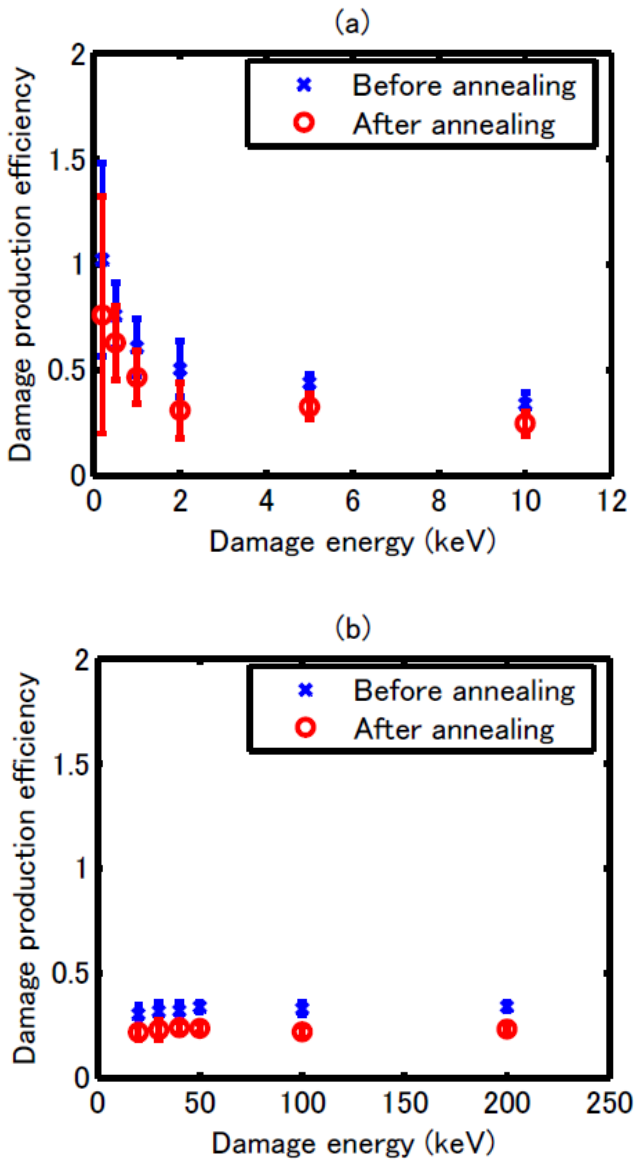 (a)
Damage production efficiency
2
1.5
1
0.5
0
Before annealing
After annealing
0 2 4 6 8 10 12
Damage energy (keV)
(b)
Damage production efficiency
2
1.5
1
0.5
0
Before annealing
After annealing
0 50 100 150 200 250
Damage energy (keV)